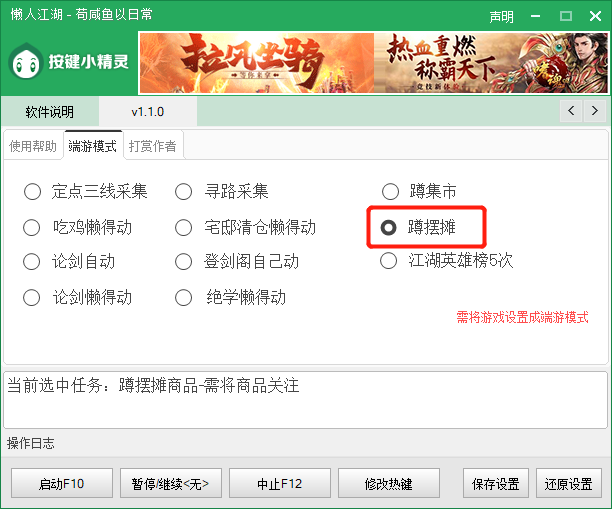 懒人江湖 - 苟咸鱼以日常
声明
按键小精灵
拉风坐骑
等你来拿
热血重燃
称霸天下
软件说明
v1.1.0
使用帮助
端游模式
打赏作者
定点三线采集
寻路采集
蹲集市
吃鸡懒得动
宅邸清仓懒得动
蹲摆摊
论剑自动
登剑阁自己动
江湖英雄榜5次
论剑懒得动
绝学懒得动
需将游戏设置成端游模式
当前选中任务：蹲摆摊商品-需将商品关注
操作日志
启动F10
暂停/继续<无>
中止F12
修改热键
保存设置
还原设置